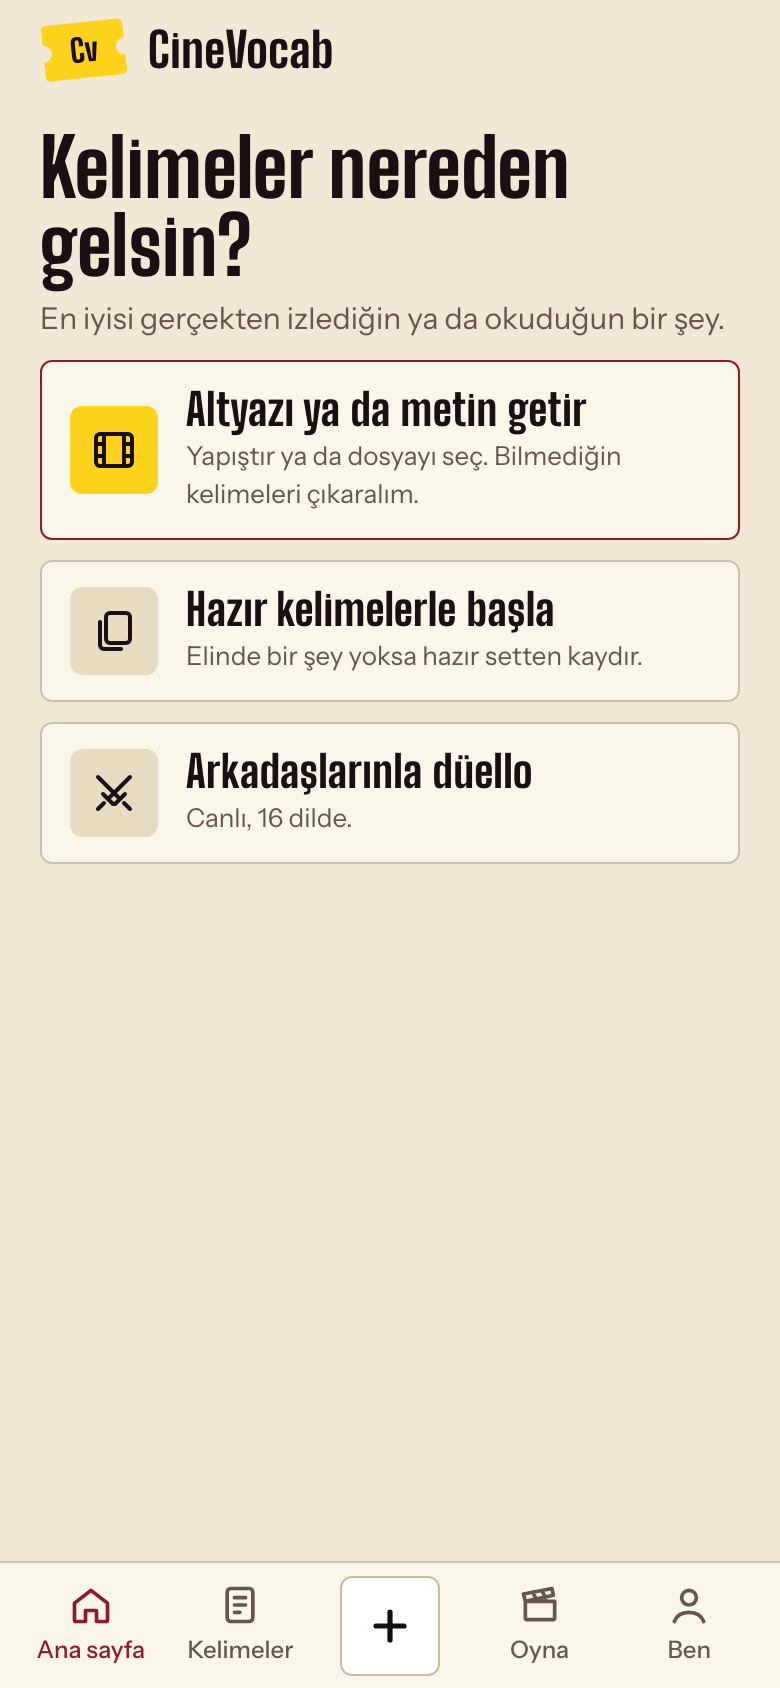 Cv
CineVocab
Kelimeler nereden
gelsin?
En iyisi gerçekten izlediğin ya da okuduğun bir şey.
Altyazı ya da metin getir
Yapıştır ya da dosyayı seç. Bilmediğin
kelimeleri çıkaralım.
Hazır kelimelerle başla
Elinde bir şey yoksa hazır setten kaydır.
Arkadaşlarınla düello
Canlı, 16 dilde.
Ana sayfa
Kelimeler
Oyna
Ben